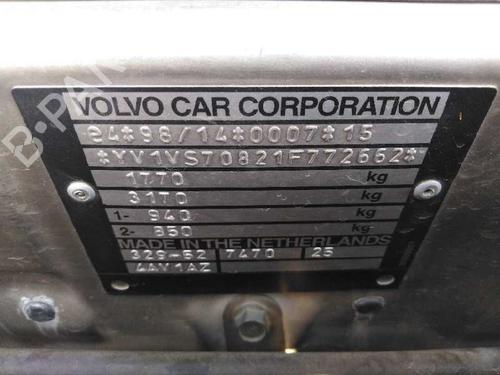 B-PAR
VOLVO CAR CORPORATION
e4*98/14*0007*15
*YV1VS70821F772662*
1770 kg
3170 kg
1- 940 kg
2- 850 kg
MADE IN THE NETHERLANDS
329-52 7470 25
4AY1AZ